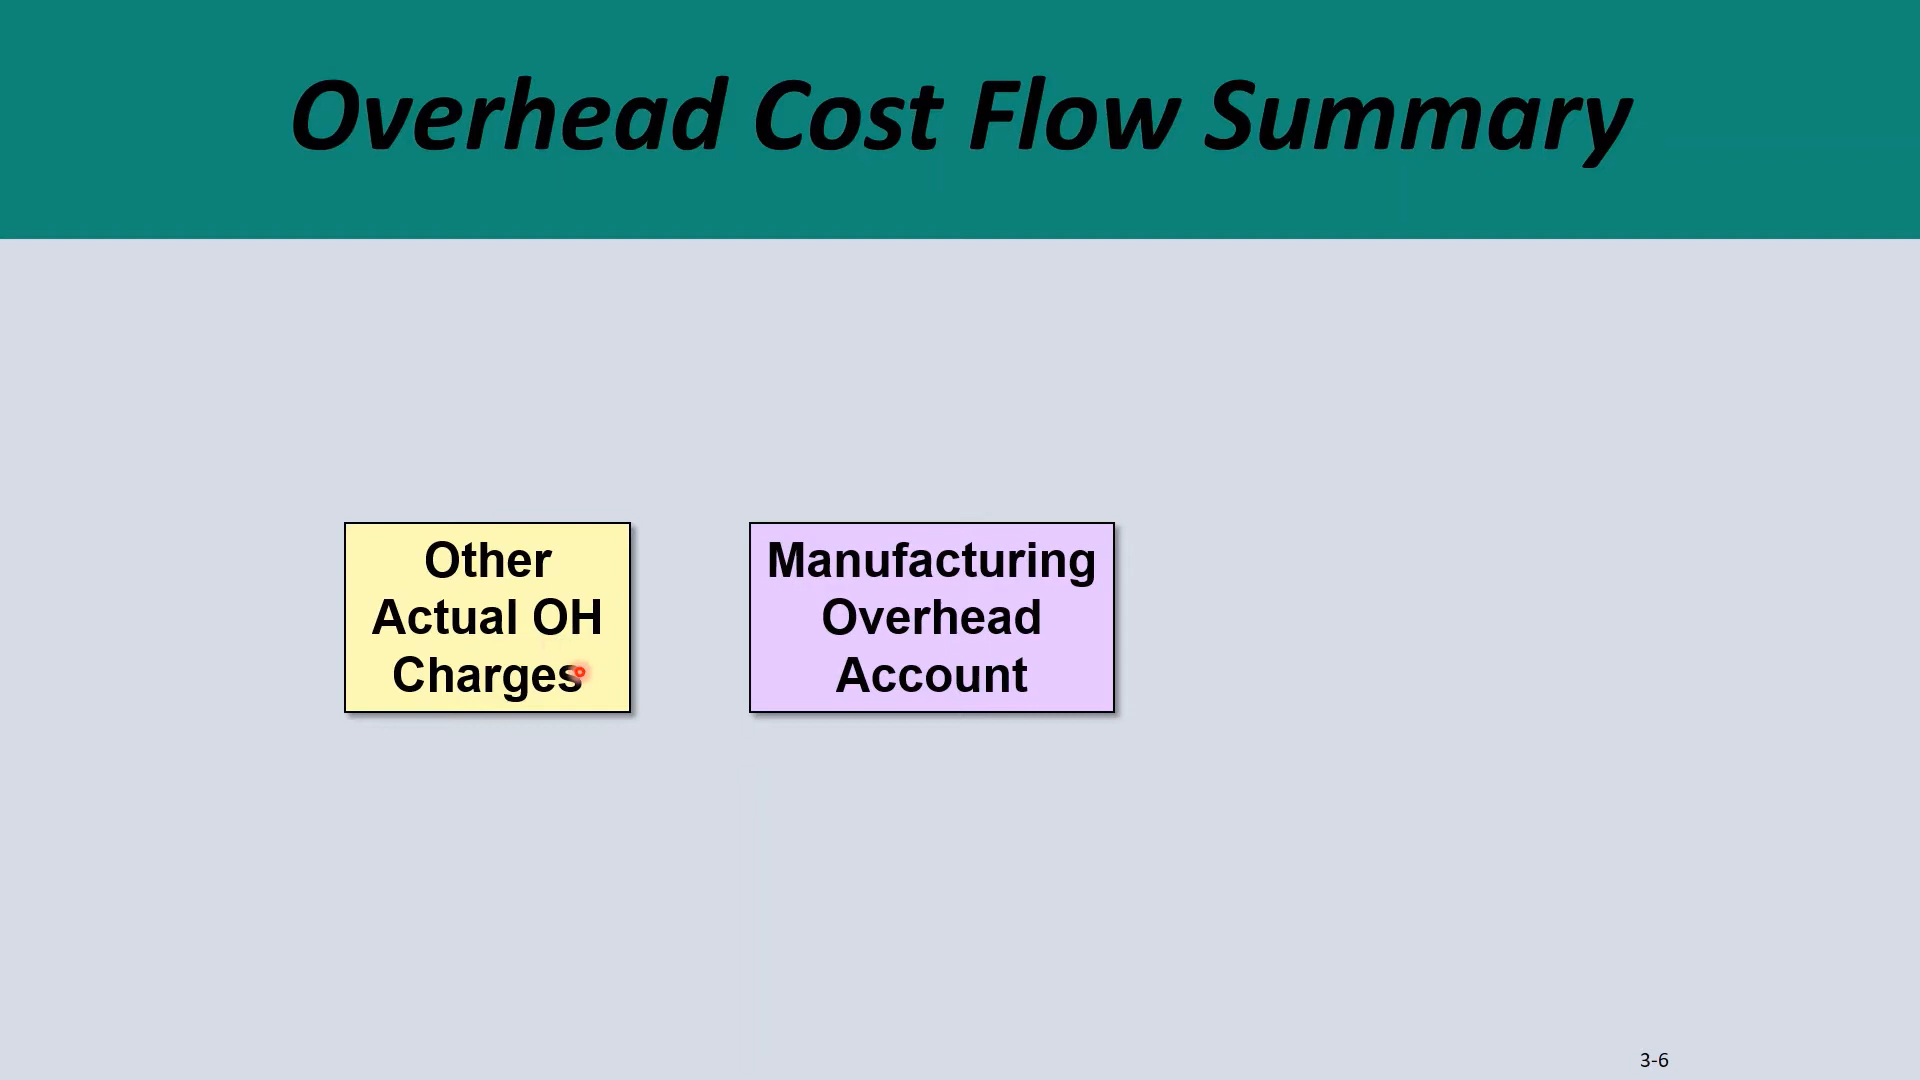 Overhead Cost Flow Summary
Other
Actual OH
Charges
Manufacturing
Overhead
Account
3-6